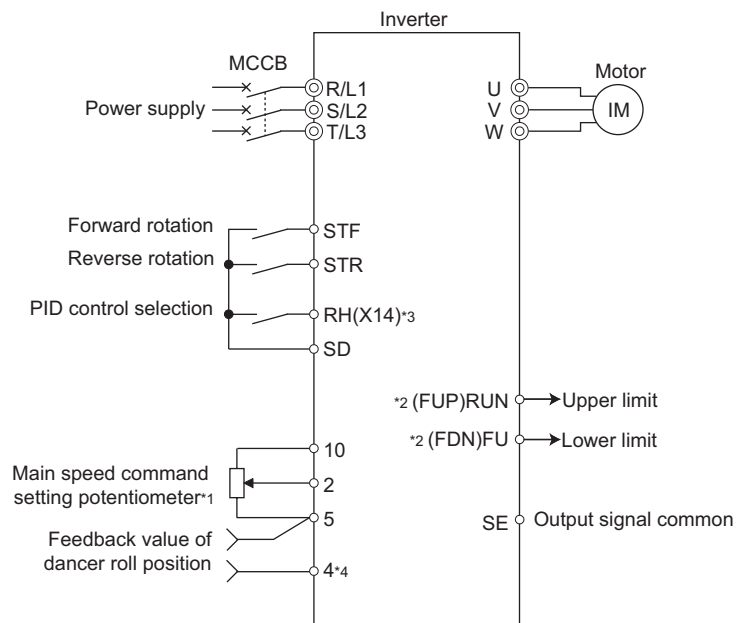 Inverter
MCCB
Motor
R/L1
U
Power supply
S/L2
V
IM
T/L3
W
Forward rotation
STF
Reverse rotation
STR
PID control selection
RH(X14)*3
SD
*2 (FUP)RUN
Upper limit
*2 (FDN)FU
Lower limit
10
Main speed command
setting potentiometer*1
2
5
SE
Output signal common
Feedback value of
dancer roll position
4*4